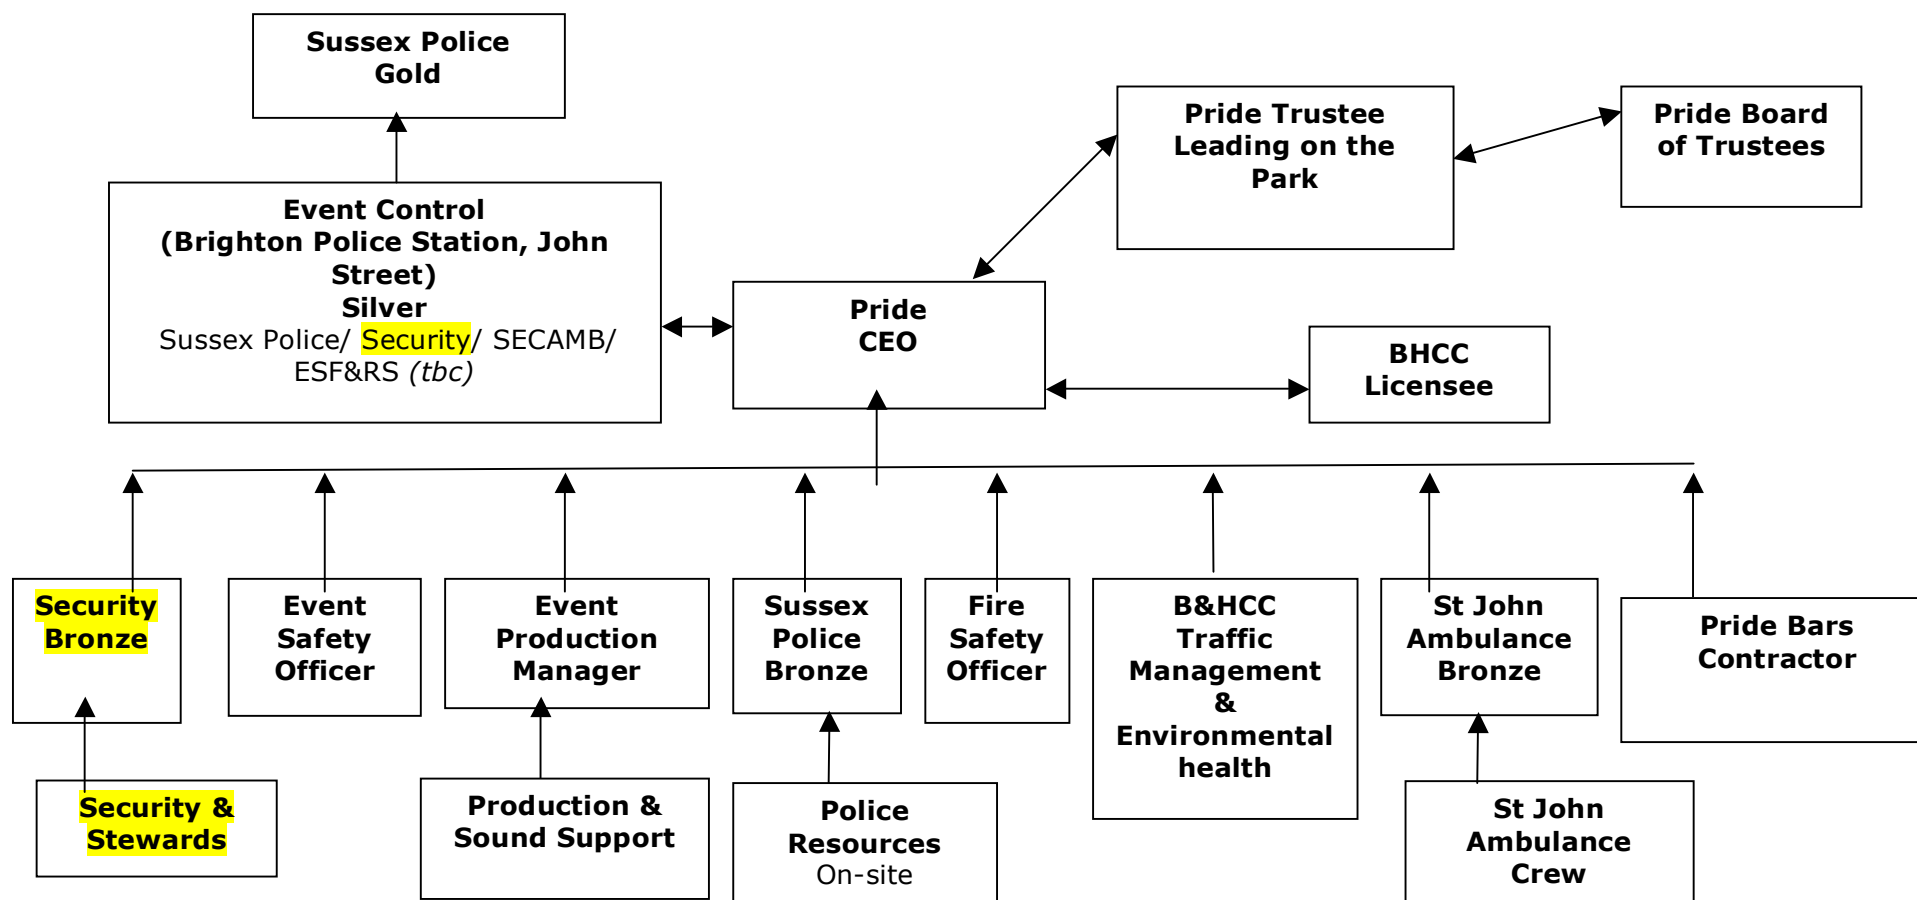 Sussex Police
Gold
Pride Trustee
Leading on the
Park
Pride Board
of Trustees
Event Control
(Brighton Police Station, John
Street)
Silver
Sussex Police/ Security/ SECAMB/
ESF&RS (tbc)
Pride
CEO
BHCC
Licensee
Security
Bronze
Event
Safety
Officer
Event
Production
Manager
Sussex
Police
Bronze
Fire
Safety
Officer
B&HCC
Traffic
Management
&
Environmental
health
St John
Ambulance
Bronze
Pride Bars
Contractor
Security &
Stewards
Production &
Sound Support
Police
Resources
On-site
St John
Ambulance
Crew